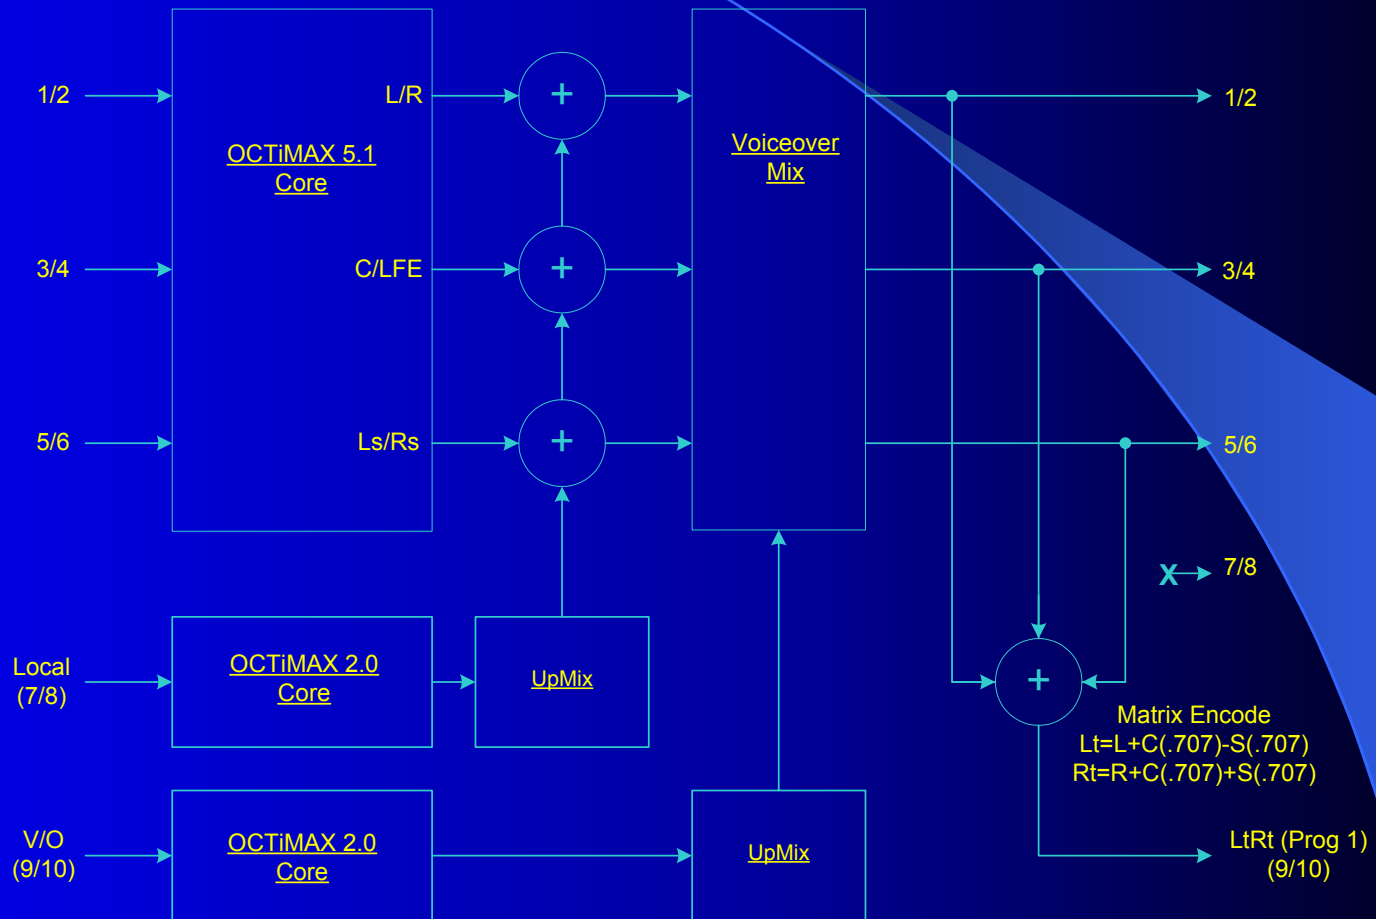 1/2
L/R
+
1/2
OCTiMAX 5.1
Core
Voiceover
Mix
3/4
C/LFE
+
3/4
5/6
Ls/Rs
+
5/6
X
7/8
Local
(7/8)
OCTiMAX 2.0
Core
UpMix
+
Matrix Encode
Lt=L+C(.707)-S(.707)
Rt=R+C(.707)+S(.707)
V/O
(9/10)
OCTiMAX 2.0
Core
UpMix
LtRt (Prog 1)
(9/10)